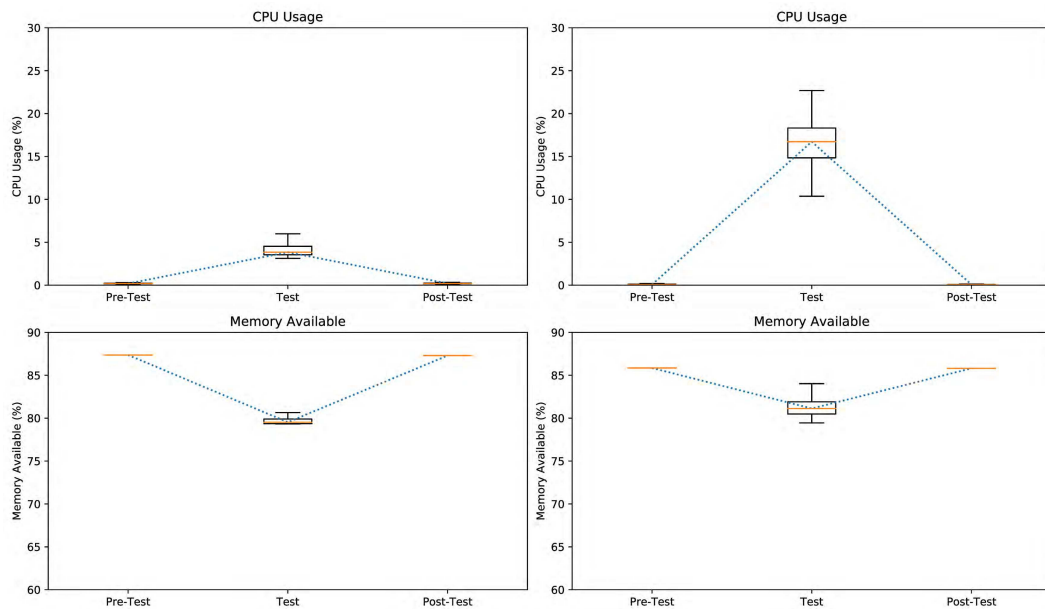 CPU Usage
CPU Usage (%)
30
25
20
15
10
5
0
Pre-Test Test Post-Test
CPU Usage
CPU Usage (%)
30
25
20
15
10
5
0
Pre-Test Test Post-Test
Memory Available
Memory Available (%)
90
85
80
75
70
65
60
Pre-Test Test Post-Test
Memory Available
Memory Available (%)
90
85
80
75
70
65
60
Pre-Test Test Post-Test